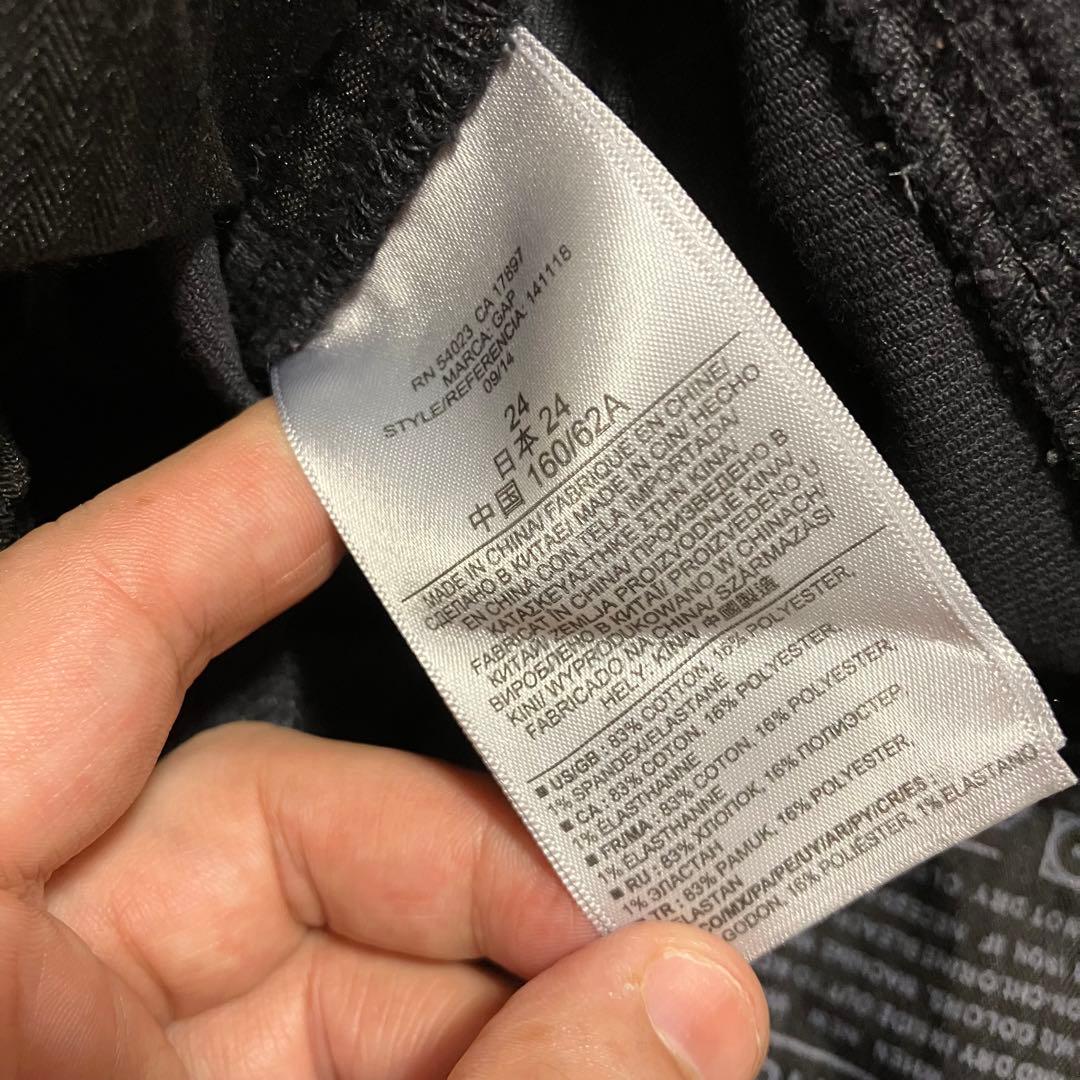 RN 54023 CA 17897
MARCA: GAP
STYLE/REFERENCIA: 141118
09/14
24
日本 24
中国 160/62A
MADE IN CHINA/ FABRIQUE EN CHINE/
СДЕЛАНО В КИТАЕ/ MADE IN CIN/ HECHO
EN CHINA CON TELA IMPORTADA/
ΚΑΤΑΣΚΕΥΑΣΤΗΚΕ ΣΤΗΝ ΚΙΝΑ/
FABRICAT IN CHINA/ ПРОИЗВЕДЕНО В
КИТАЙ/ ZEMLJA PROIZVODNJE KINA/
ВИРОБЛЕНО В КИТАЇ/ PROIZVEDENO U
KINI/ WYPRODUKOWANO W CHINACH
FABRICADO NA CHINA/ SZÁRMAZÁSI
HELY: KINA/ 中國製造
■ US/GB : 83% COTTON, 16% POLYESTER,
1% SPANDEX/ELASTANE
■ CA : 83% COTON, 16% POLYESTER
1% ÉLASTHANNE
■ FR/MA : 83% COTON, 16% POLYESTER,
1% ÉLASTHANNE
■ RU : 83% ХЛОПОК, 16% ПОЛИЭСТЕР,
1% ЭЛАСТАН
■ TR : 83% PAMUK, 16% POLYESTER,
ELASTAN
CO/MX/PA/PE/UY/AR/PY/CR/ES :
GODON, 16% POLIÉSTER, 1% ELASTANO